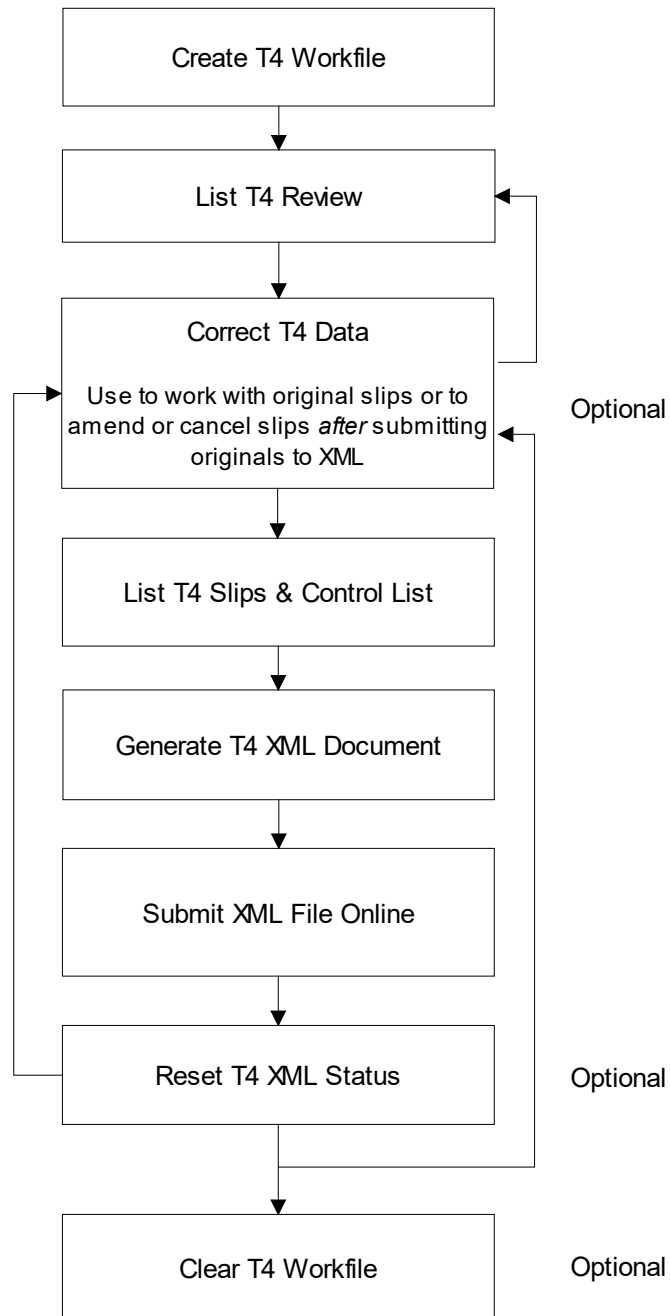 Create T4 Workfile
List T4 Review
Correct T4 Data
Use to work with original slips or to
amend or cancel slips after submitting
originals to XML
Optional
List T4 Slips & Control List
Generate T4 XML Document
Submit XML File Online
Reset T4 XML Status
Optional
Clear T4 Workfile
Optional